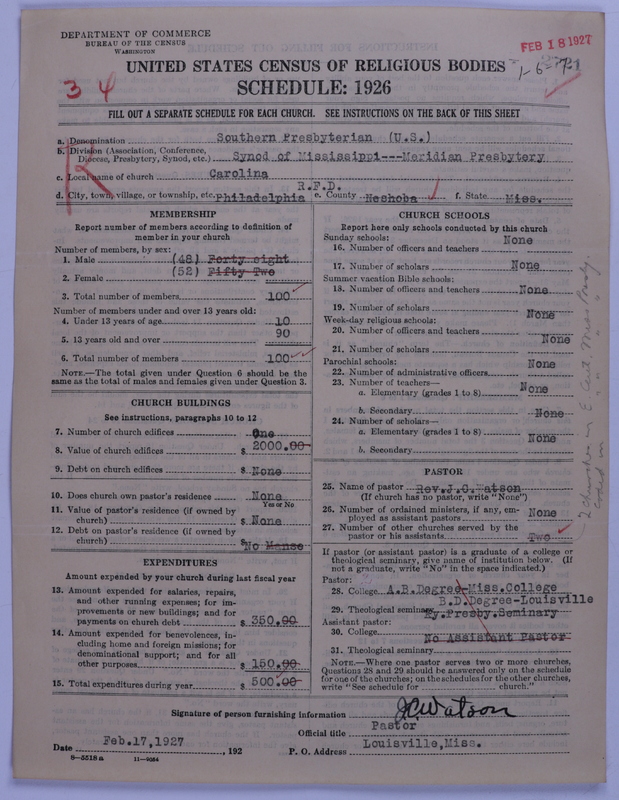 DEPARTMENT OF COMMERCE
BUREAU OF THE CENSUS
WASHINGTON
FEB 18 1927
UNITED STATES CENSUS OF RELIGIOUS BODIES
SCHEDULE: 1926
3 4
FILL OUT A SEPARATE SCHEDULE FOR EACH CHURCH. SEE INSTRUCTIONS ON THE BACK OF THIS SHEET
a. Denomination Southern Presbyterian (U.S.)
b. Division (Association, Conference,
Diocese, Presbytery, Synod, etc.) Synod of Mississippi---Meridian Presbytery
c. Local name of church Carolina
R.F.D.
d. City, town, village, or township, etc. Philadelphia e. County Neshoba f. State Miss.
MEMBERSHIP
Report number of members according to definition of
member in your church
Number of members, by sex:
1. Male (48) Forty eight
2. Female (52) Fifty Two
3. Total number of members 100
Number of members under and over 13 years old:
4. Under 13 years of age 10
5. 13 years old and over 90
6. Total number of members 100
NOTE.—The total given under Question 6 should be the
same as the total of males and females given under Question 3.
CHURCH BUILDINGS
See instructions, paragraphs 10 to 12
7. Number of church edifices One
8. Value of church edifices $ 2000.00
9. Debt on church edifices $ None
10. Does church own pastor's residence None
Yes or No
11. Value of pastor's residence (if owned by
church) $ None
12. Debt on pastor's residence (if owned by
church) $ No Manse
EXPENDITURES
Amount expended by your church during last fiscal year
13. Amount expended for salaries, repairs,
and other running expenses; for im-
provements or new buildings; and for
payments on church debt $ 350.00
14. Amount expended for benevolences, in-
cluding home and foreign missions; for
denominational support; and for all
other purposes $ 150.00
15. Total expenditures during year $ 500.00
CHURCH SCHOOLS
Report here only schools conducted by this church
Sunday schools:
16. Number of officers and teachers None
17. Number of scholars None
Summer vacation Bible schools:
18. Number of officers and teachers None
19. Number of scholars None
Week-day religious schools:
20. Number of officers and teachers None
21. Number of scholars
Parochial schools: None
22. Number of administrative officers
23. Number of teachers—
a. Elementary (grades 1 to 8) None
b. Secondary None
24. Number of scholars—
a. Elementary (grades 1 to 8) None
b. Secondary
PASTOR
25. Name of pastor Rev.J.C.Watson
(If church has no pastor, write "None")
26. Number of ordained ministers, if any, em-
ployed as assistant pastors None
27. Number of other churches served by the
pastor or his assistants Two
If pastor (or assistant pastor) is a graduate of a college or
theological seminary, give name of institution below. (If
not a graduate, write "No" in the space indicated.)
Pastor:
28. College A.B.Degree-Miss.College
B.D.Degree-Louisville
29. Theological seminary Ky.Presby.Seminary
Assistant pastor:
30. College No Assistant Pastor
31. Theological seminary
NOTE.—Where one pastor serves two or more churches,
Questions 28 and 29 should be answered only on the schedule
for one of the churches; on the schedules for the other churches,
write "See schedule for church."
Signature of person furnishing information J.C.Watson
Official title Pastor
Date Feb.17,1927, 192
P. O. Address Louisville,Miss.
8—5518a 11—9084